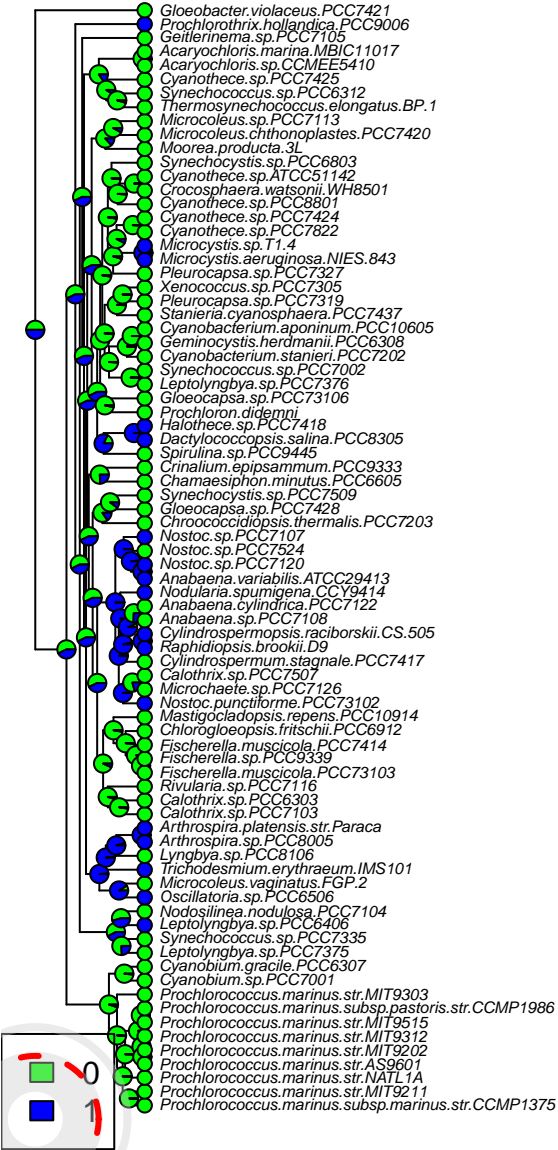 Gloeobacter.violaceus.PCC7421
Prochlorothrix.hollandica.PCC9006
Geitlerinema.sp.PCC7105
Acaryochloris.marina.MBIC11017
Acaryochloris.sp.CCMEE5410
Cyanothece.sp.PCC7425
Synechococcus.sp.PCC6312
Thermosynechococcus.elongatus.BP.1
Microcoleus.sp.PCC7113
Microcoleus.chthonoplastes.PCC7420
Moorea.producta.3L
Synechocystis.sp.PCC6803
Cyanothece.sp.ATCC51142
Crocosphaera.watsonii.WH8501
Cyanothece.sp.PCC8801
Cyanothece.sp.PCC7424
Cyanothece.sp.PCC7822
Microcystis.sp.T1.4
Microcystis.aeruginosa.NIES.843
Pleurocapsa.sp.PCC7327
Xenococcus.sp.PCC7305
Pleurocapsa.sp.PCC7319
Stanieria.cyanosphaera.PCC7437
Cyanobacterium.aponinum.PCC10605
Geminocystis.herdmanii.PCC6308
Cyanobacterium.stanieri.PCC7202
Synechococcus.sp.PCC7002
Leptolyngbya.sp.PCC7376
Gloeocapsa.sp.PCC73106
Prochloron.didemni
Halothece.sp.PCC7418
Dactylococcopsis.salina.PCC8305
Spirulina.sp.PCC9445
Crinalium.epipsammum.PCC9333
Chamaesiphon.minutus.PCC6605
Synechocystis.sp.PCC7509
Gloeocapsa.sp.PCC7428
Chroococcidiopsis.thermalis.PCC7203
Nostoc.sp.PCC7107
Nostoc.sp.PCC7524
Nostoc.sp.PCC7120
Anabaena.variabilis.ATCC29413
Nodularia.spumigena.CCY9414
Anabaena.cylindrica.PCC7122
Anabaena.sp.PCC7108
Cylindrospermopsis.raciborskii.CS.505
Raphidiopsis.brookii.D9
Cylindrospermum.stagnale.PCC7417
Calothrix.sp.PCC7507
Microchaete.sp.PCC7126
Nostoc.punctiforme.PCC73102
Mastigocladopsis.repens.PCC10914
Chlorogloeopsis.fritschii.PCC6912
Fischerella.muscicola.PCC7414
Fischerella.sp.PCC9339
Fischerella.muscicola.PCC73103
Rivularia.sp.PCC7116
Calothrix.sp.PCC6303
Calothrix.sp.PCC7103
Arthrospira.platensis.str.Paraca
Arthrospira.sp.PCC8005
Lyngbya.sp.PCC8106
Trichodesmium.erythraeum.IMS101
Microcoleus.vaginatus.FGP.2
Oscillatoria.sp.PCC6506
Nodosilinea.nodulosa.PCC7104
Leptolyngbya.sp.PCC6406
Synechococcus.sp.PCC7335
Leptolyngbya.sp.PCC7375
Cyanobium.gracile.PCC6307
Cyanobium.sp.PCC7001
Prochlorococcus.marinus.str.MIT9303
Prochlorococcus.marinus.subsp.pastoris.str.CCMP1986
Prochlorococcus.marinus.str.MIT9515
Prochlorococcus.marinus.str.MIT9312
Prochlorococcus.marinus.str.MIT9202
Prochlorococcus.marinus.str.AS9601
Prochlorococcus.marinus.str.NATL1A
Prochlorococcus.marinus.str.MIT9211
Prochlorococcus.marinus.subsp.marinus.str.CCMP1375
0
1